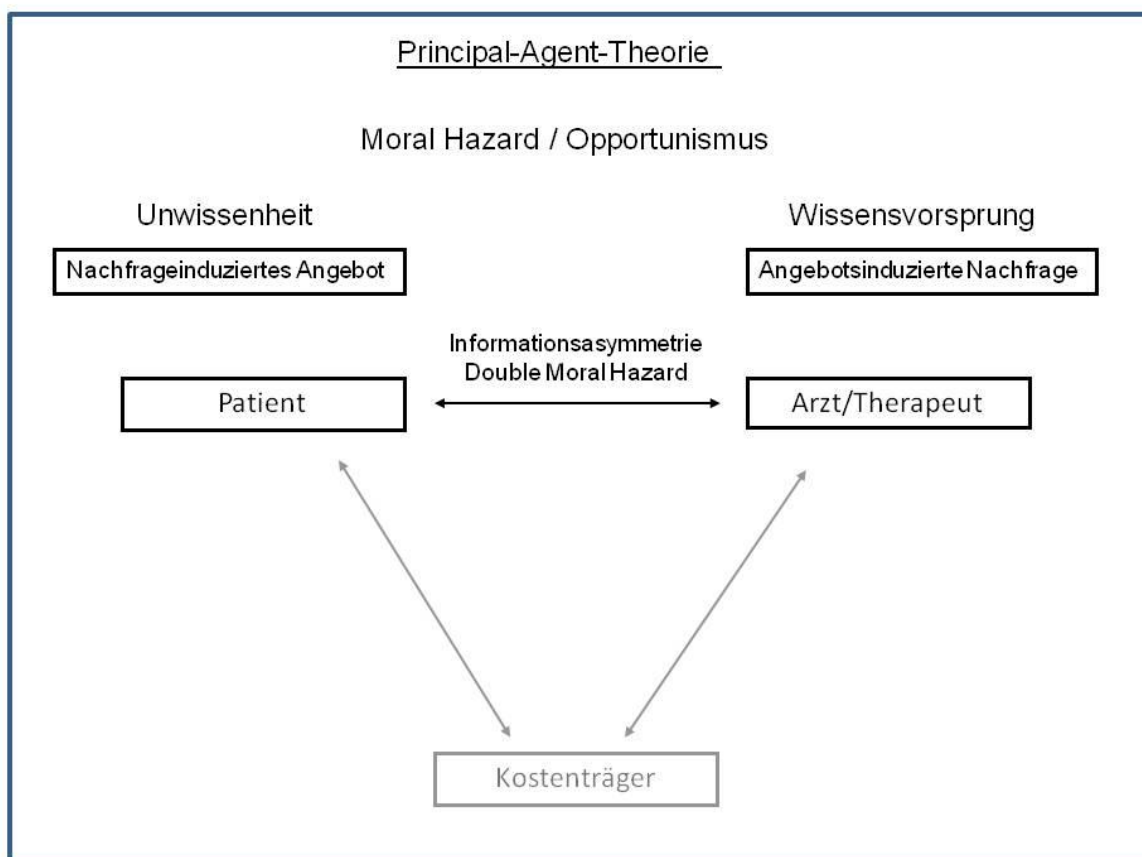 Principal-Agent-Theorie
Moral Hazard / Opportunismus
Unwissenheit
Wissensvorsprung
Nachfrageinduziertes Angebot
Angebotsinduzierte Nachfrage
Informationsasymmetrie
Double Moral Hazard
Patient
Arzt/Therapeut
Kostenträger